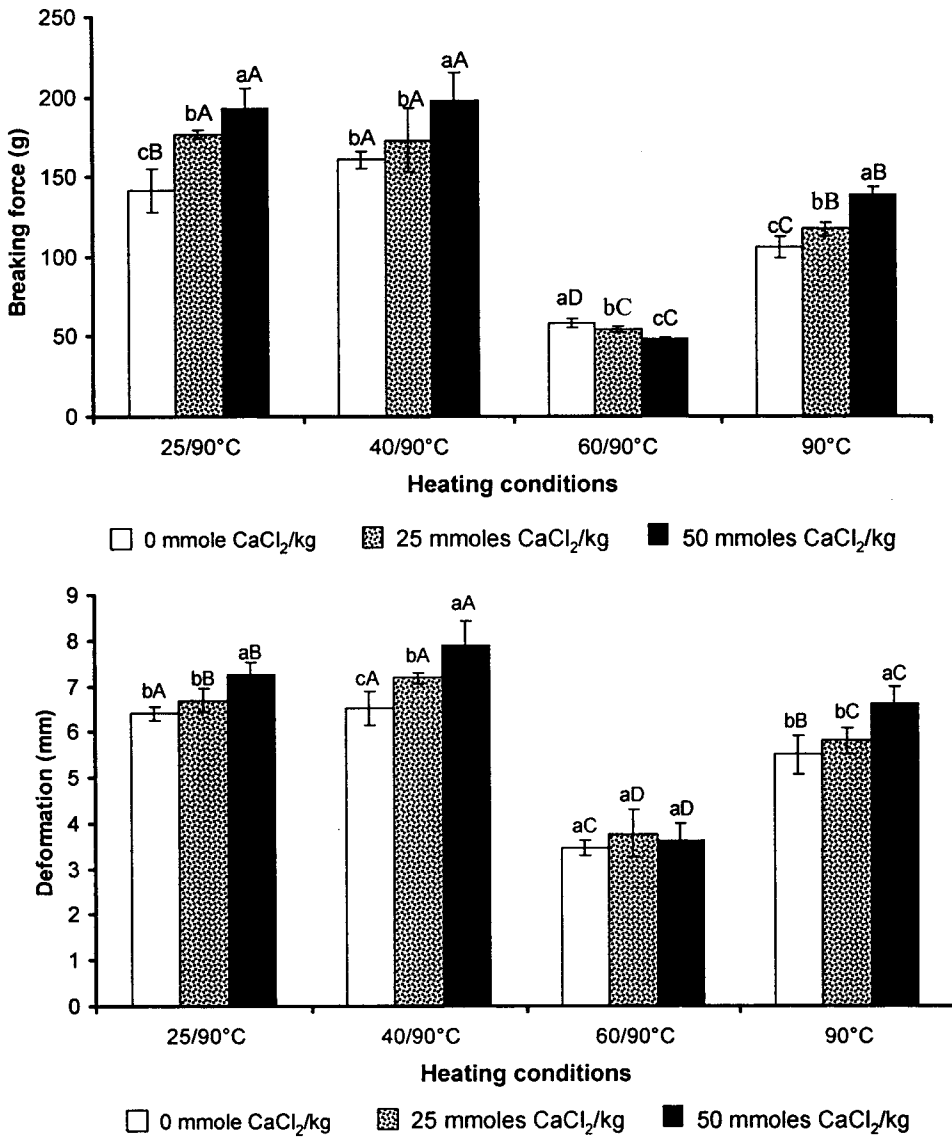 250
200
150
100
50
0
Breaking force (g)
cB bA aA
bA bA aA
aD bC cC
cC bB aB
25/90°C 40/90°C 60/90°C 90°C
Heating conditions
0 mmole CaCl₂/kg 25 mmoles CaCl₂/kg 50 mmoles CaCl₂/kg
9
8
7
6
5
4
3
2
1
0
Deformation (mm)
bA bB aB
cA bA aA
aC aD aD
bB bC aC
25/90°C 40/90°C 60/90°C 90°C
Heating conditions
0 mmole CaCl₂/kg 25 mmoles CaCl₂/kg 50 mmoles CaCl₂/kg